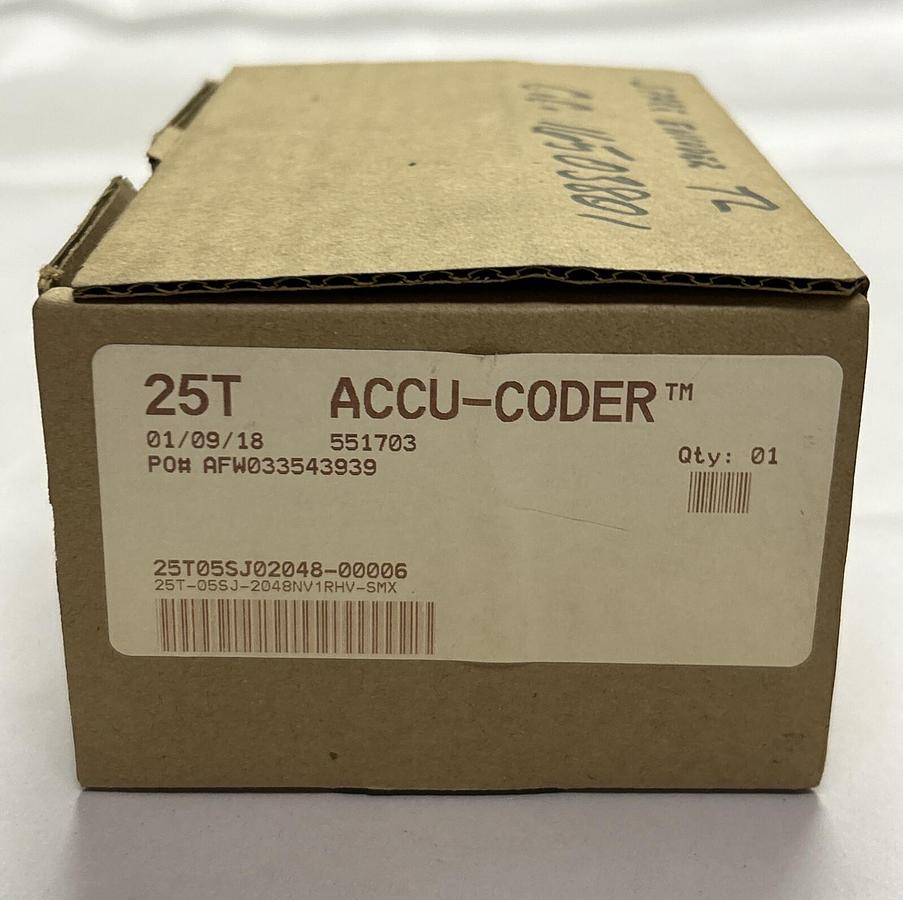 25T ACCU-CODER™
01/09/18 551703
PO# AFW033543939
Qty: 01
25T05SJ02048-00006
25T-05SJ-2048NV1RHV-SMX